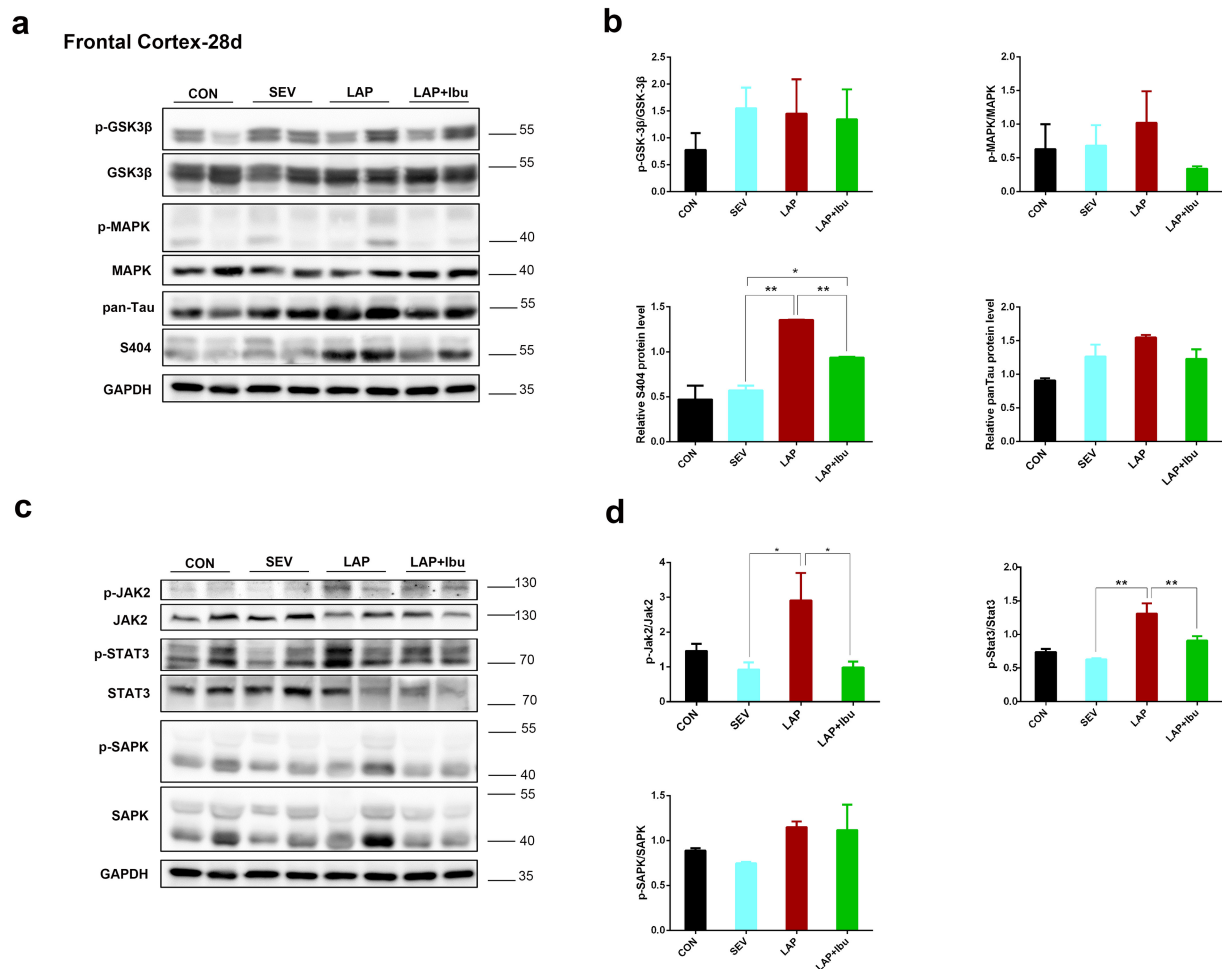 a
Frontal Cortex-28d
CON SEV LAP LAP+Ibu
p-GSK3β 55
GSK3β 55
p-MAPK 40
MAPK 40
pan-Tau 55
S404 55
GAPDH 35
b
p-GSK-3β/GSK-3β
2.5
2.0
1.5
1.0
0.5
0.0
CON SEV LAP LAP+Ibu
p-MAPK/MAPK
2.0
1.5
1.0
0.5
0.0
CON SEV LAP LAP+Ibu
Relative S404 protein level
1.5
1.0
0.5
0.0
*
** **
CON SEV LAP LAP+Ibu
Relative panTau protein level
2.0
1.5
1.0
0.5
0.0
CON SEV LAP LAP+Ibu
c
CON SEV LAP LAP+Ibu
p-JAK2 130
JAK2 130
p-STAT3 70
STAT3 70
p-SAPK 55
40
SAPK 55
40
GAPDH 35
d
p-Jak2/Jak2
4
3
2
1
0
* *
CON SEV LAP LAP+Ibu
p-Stat3/Stat3
2.0
1.5
1.0
0.5
0.0
** **
CON SEV LAP LAP+Ibu
p-SAPK/SAPK
1.5
1.0
0.5
0.0
CON SEV LAP LAP+Ibu